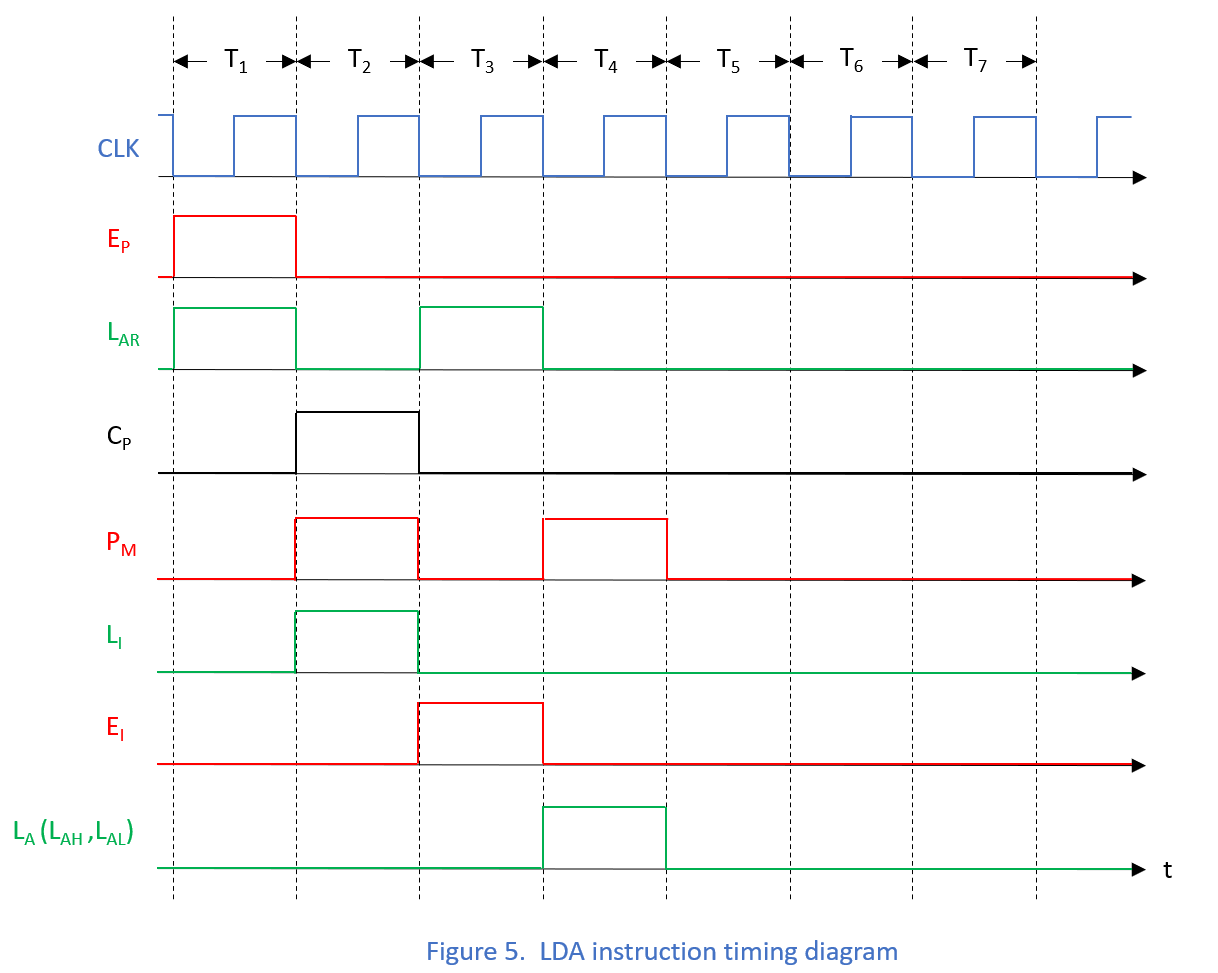 T1 T2 T3 T4 T5 T6 T7
CLK
EP
LAR
CP
PM
LI
EI
LA (LAH ,LAL)
t
Figure 5. LDA instruction timing diagram